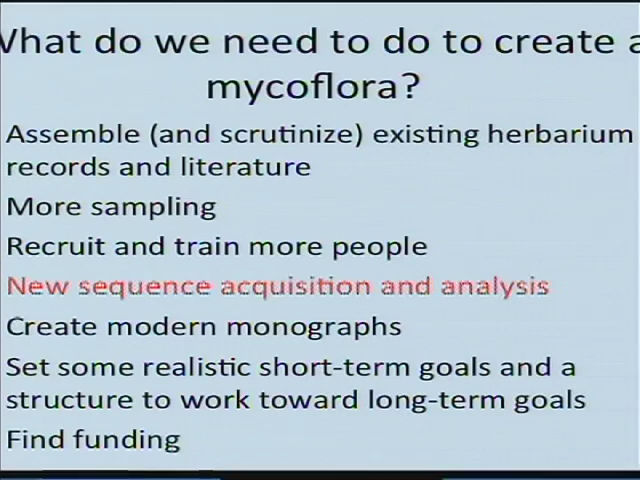 What do we need to do to create a
mycoflora?
Assemble (and scrutinize) existing herbarium
records and literature
More sampling
Recruit and train more people
New sequence acquisition and analysis
Create modern monographs
Set some realistic short-term goals and a
structure to work toward long-term goals
Find funding